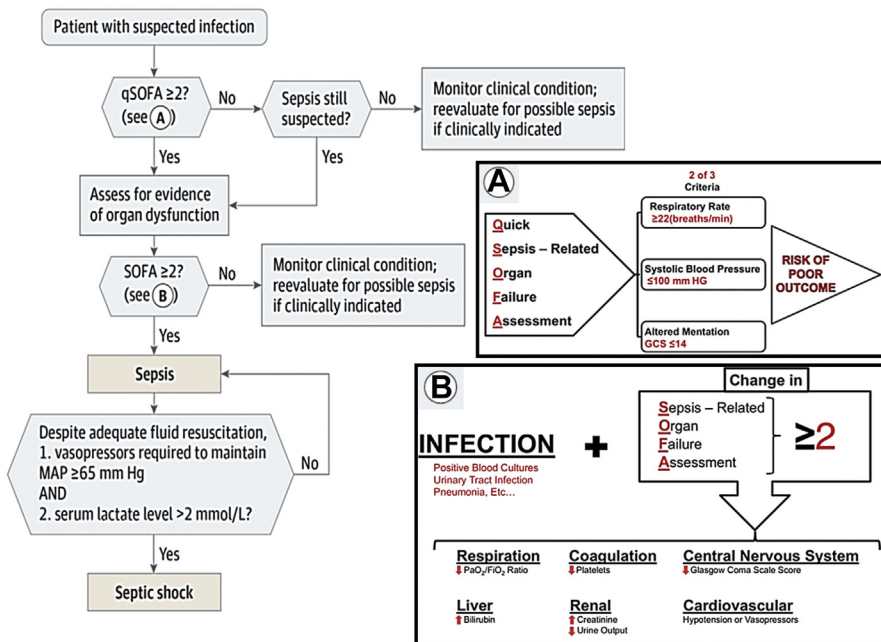 Patient with suspected infection
qSOFA ≥2?
(see A)
No
Sepsis still
suspected?
No
Monitor clinical condition;
reevaluate for possible sepsis
if clinically indicated
Yes
Yes
Assess for evidence
of organ dysfunction
SOFA ≥2?
(see B)
No
Monitor clinical condition;
reevaluate for possible sepsis
if clinically indicated
Yes
Sepsis
Despite adequate fluid resuscitation,
1. vasopressors required to maintain
MAP ≥65 mm Hg
AND
2. serum lactate level >2 mmol/L?
No
Yes
Septic shock
A
Quick
Sepsis – Related
Organ
Failure
Assessment
2 of 3
Criteria
Respiratory Rate
≥22(breaths/min)
Systolic Blood Pressure
≤100 mm HG
Altered Mentation
GCS ≤14
RISK OF
POOR
OUTCOME
B
INFECTION
Positive Blood Cultures
Urinary Tract Infection
Pneumonia, Etc...
+
Change in
Sepsis – Related
Organ
Failure
Assessment
≥2
Respiration
↓PaO₂/FiO₂ Ratio
Coagulation
↓Platelets
Central Nervous System
↓Glasgow Coma Scale Score
Liver
↑Bilirubin
Renal
↑Creatinine
↓Urine Output
Cardiovascular
Hypotension or Vasopressors